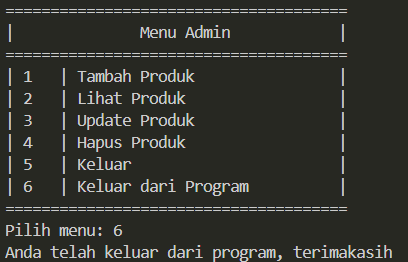 ======================================
|              Menu Admin            |
======================================
| 1   | Tambah Produk                |
| 2   | Lihat Produk                 |
| 3   | Update Produk                |
| 4   | Hapus Produk                 |
| 5   | Keluar                       |
| 6   | Keluar dari Program          |
======================================
Pilih menu: 6
Anda telah keluar dari program, terimakasih